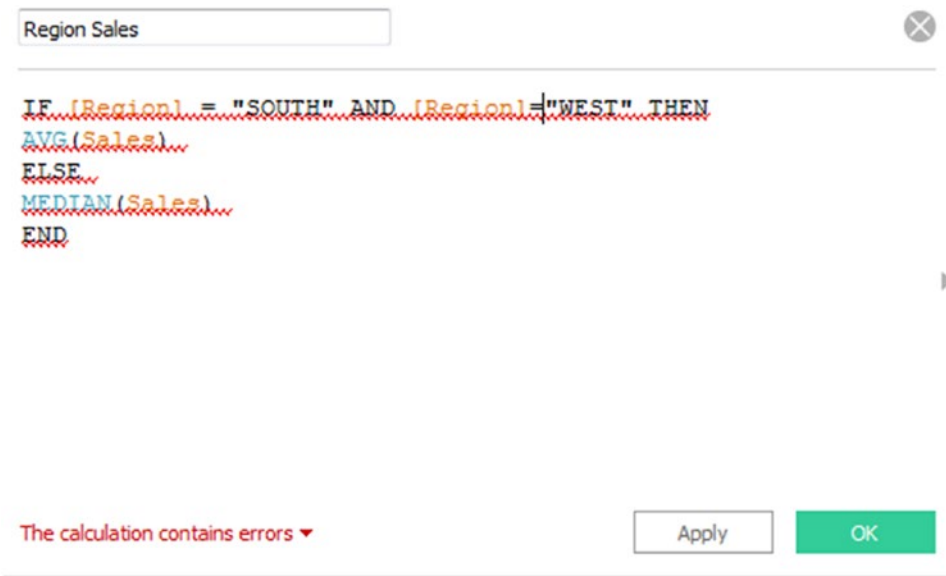 Region Sales
IF [Region] = "SOUTH" AND [Region]="WEST" THEN
AVG(Sales)
ELSE
MEDIAN(Sales)
END
The calculation contains errors
Apply
OK